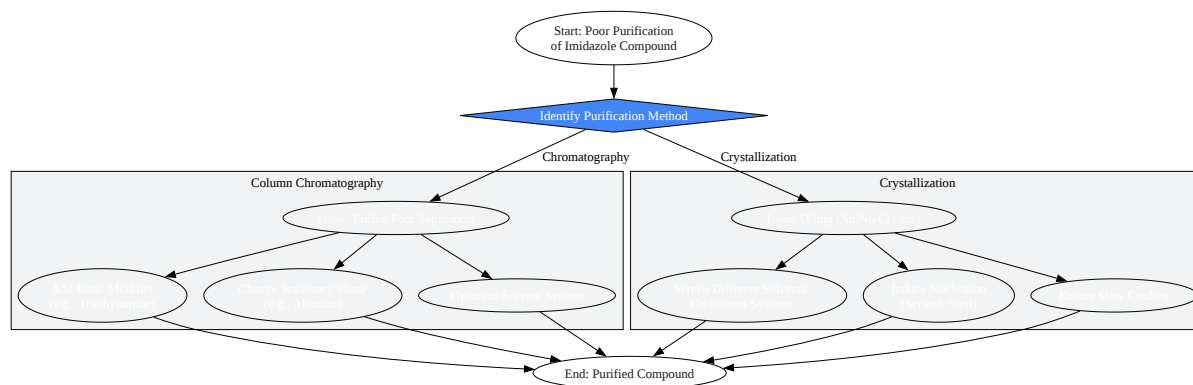 Start: Poor Purification
of Imidazole Compound
Identify Purification Method
Chromatography
Crystallization
Column Chromatography
Crystallization
Issue: Tailing/Poor Separation
Issue: Oiling Out/No Crystals
Add Basic Modifier
(e.g., Triethylamine)
Change Stationary Phase
(e.g., Alumina)
Optimize Solvent System
Screen Different Solvents/
Co-solvent Systems
Induce Nucleation
(Scratch/Seed)
Ensure Slow Cooling
End: Purified Compound